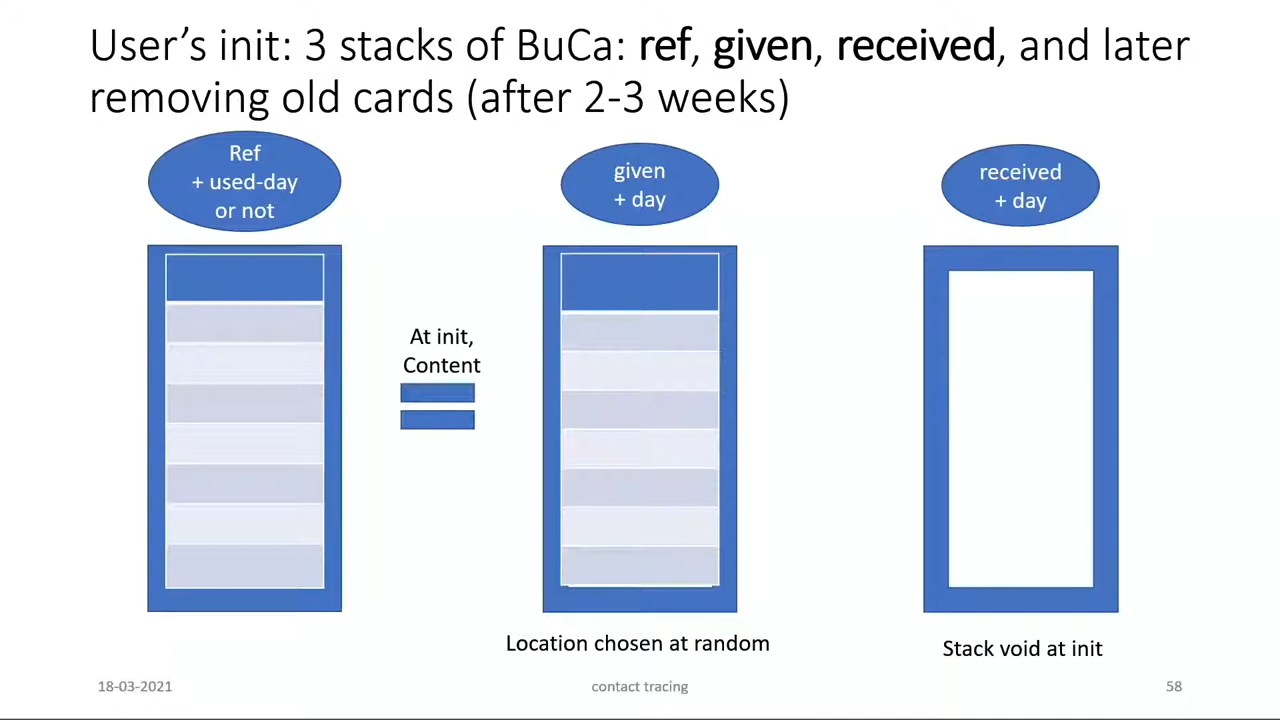 User’s init: 3 stacks of BuCa: ref, given, received, and later
removing old cards (after 2-3 weeks)
Ref
+ used-day
or not
given
+ day
received
+ day
At init,
Content
Location chosen at random
Stack void at init
18-03-2021
contact tracing
58